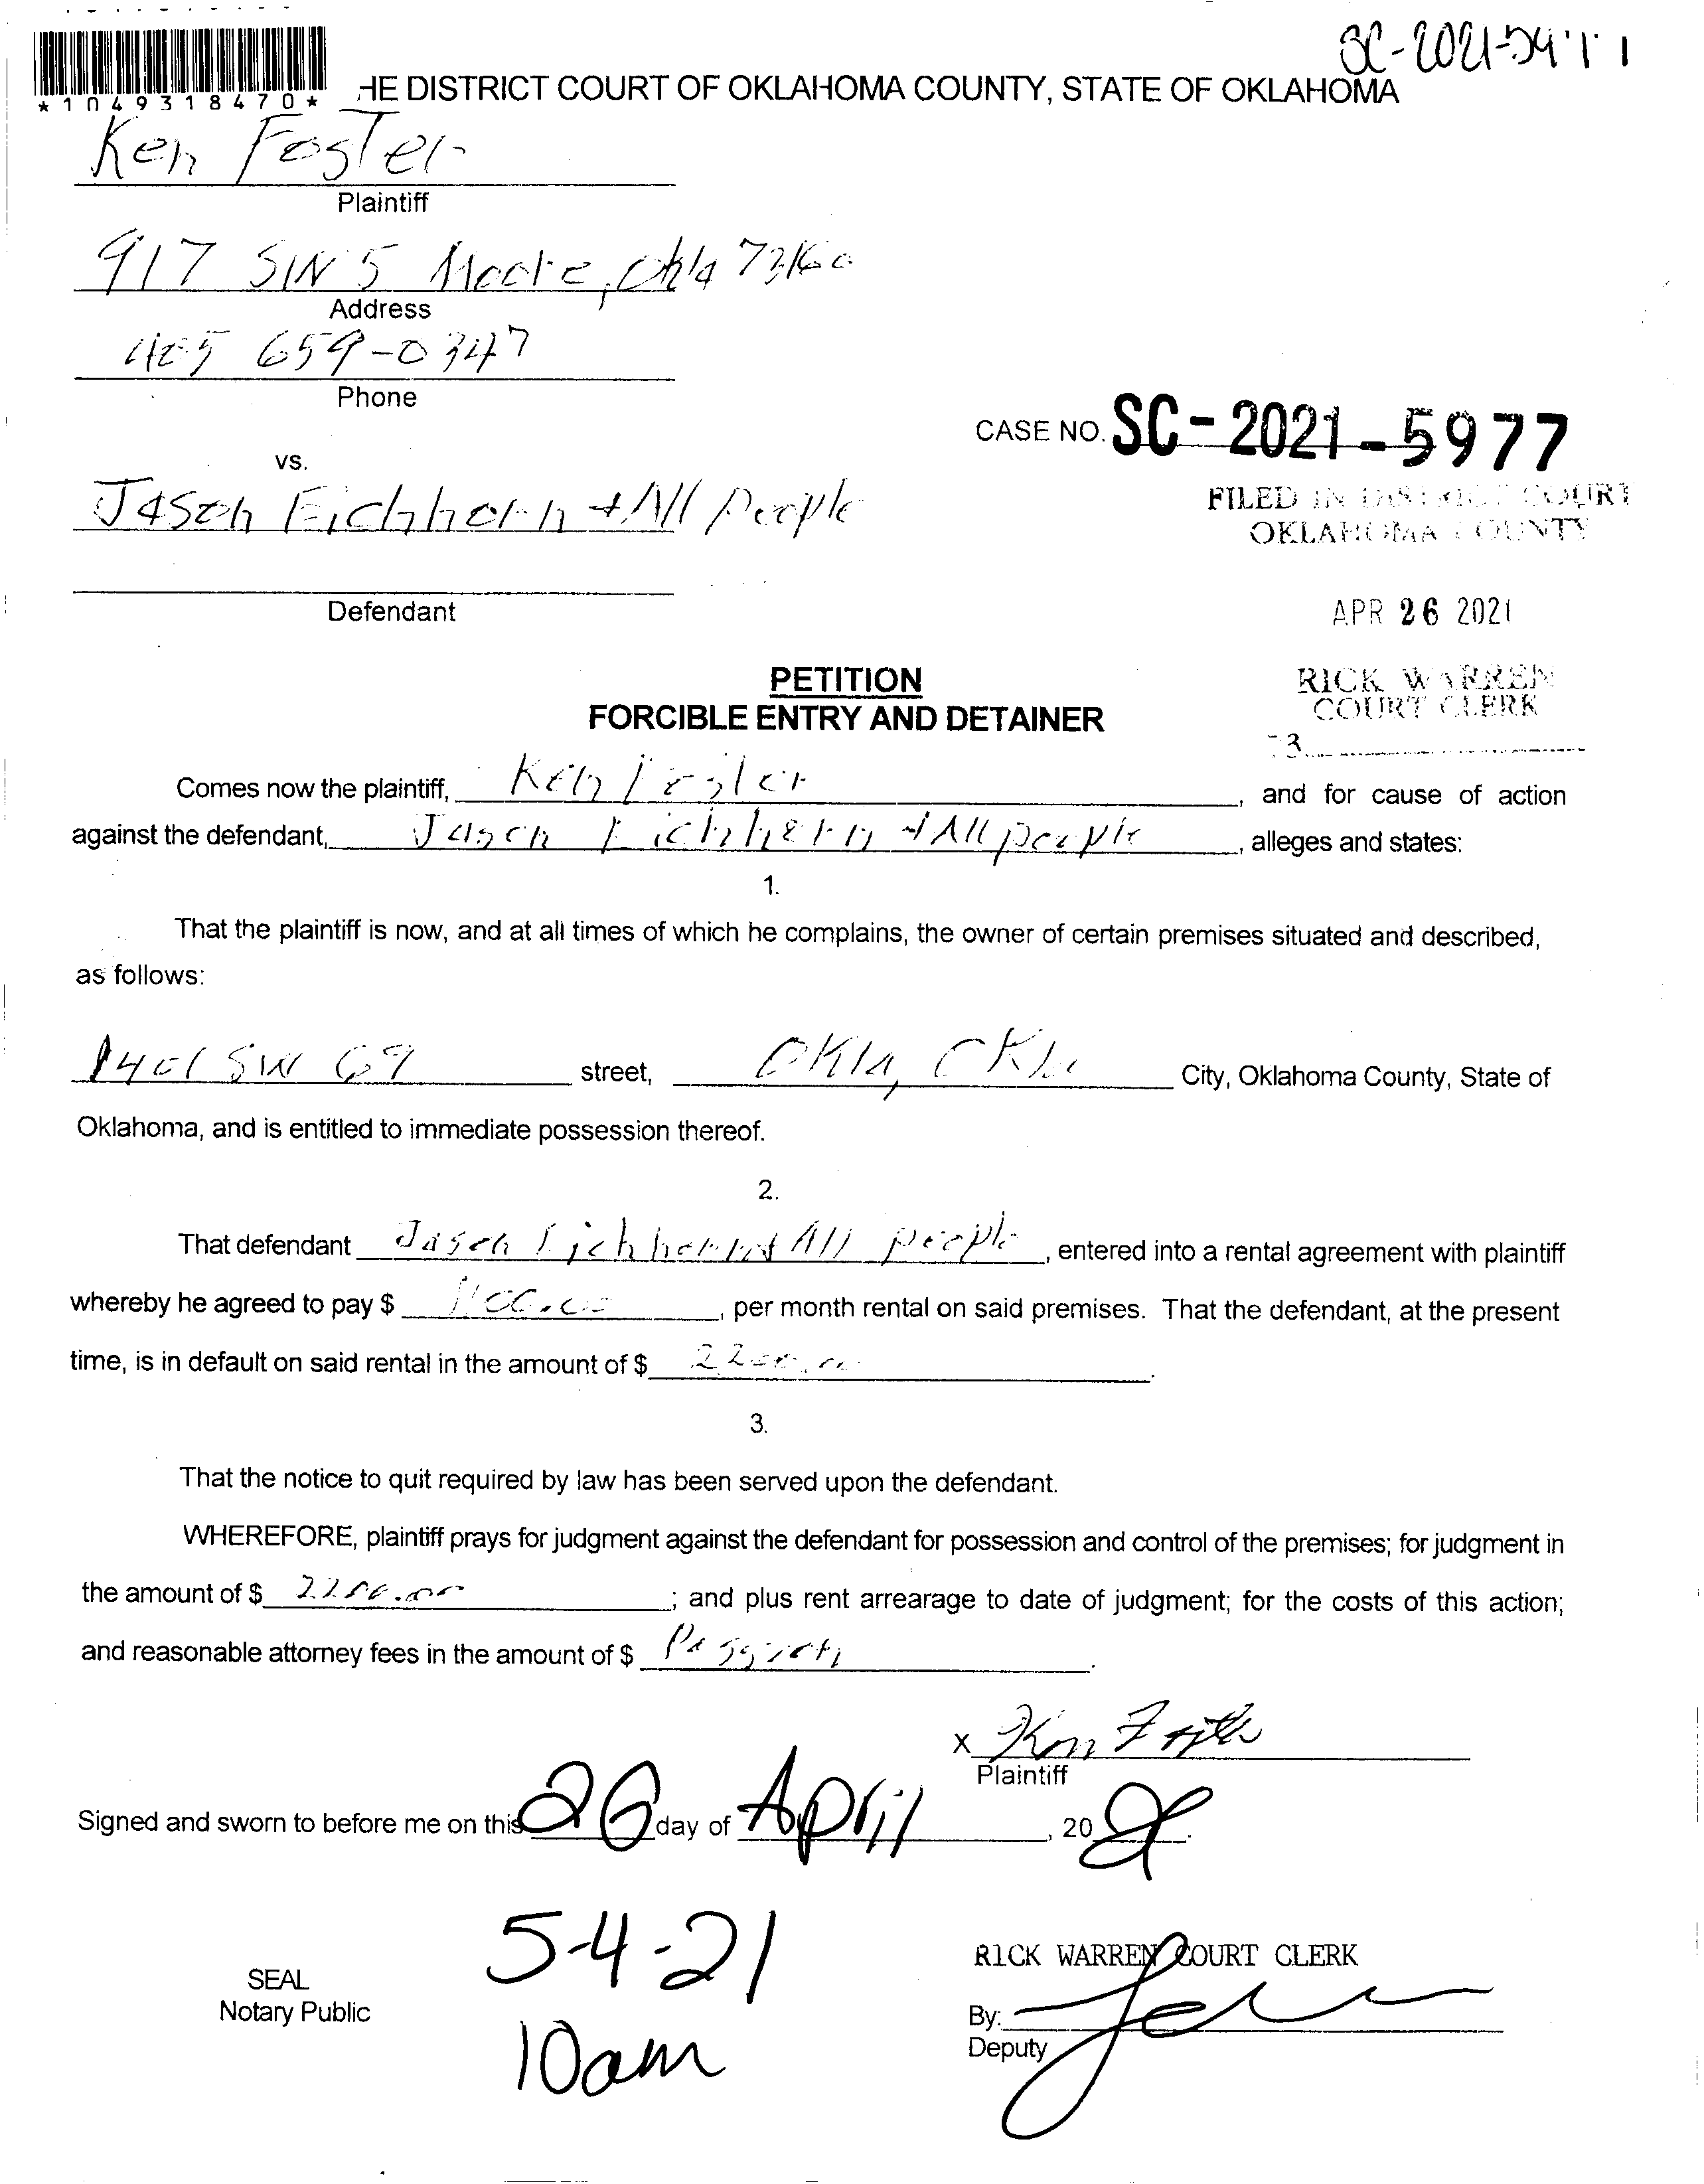 SC-2021-5977
*1049318470*
HE DISTRICT COURT OF OKLAHOMA COUNTY, STATE OF OKLAHOMA
Ken Foster
Plaintiff
917 SW 5 Moore, Okla 73160
Address
405 659-0347
Phone
CASE NO. SC-2021-5977
vs.
Jason Eichhorn + All people
FILED IN DISTRICT COURT
OKLAHOMA COUNTY
Defendant
APR 26 2021
PETITION
FORCIBLE ENTRY AND DETAINER
RICK WARREN
COURT CLERK
Comes now the plaintiff, Ken Foster, and for cause of action
against the defendant, Jason Eichhorn + All people, alleges and states:
1.
That the plaintiff is now, and at all times of which he complains, the owner of certain premises situated and described,
as follows:
1401 SW 69 street, Okla, Okla City, Oklahoma County, State of
Oklahoma, and is entitled to immediate possession thereof.
2.
That defendant Jason Eichhorn + All people, entered into a rental agreement with plaintiff
whereby he agreed to pay $ 1100.00, per month rental on said premises. That the defendant, at the present
time, is in default on said rental in the amount of $ 2200.00.
3.
That the notice to quit required by law has been served upon the defendant.
WHEREFORE, plaintiff prays for judgment against the defendant for possession and control of the premises; for judgment in
the amount of $ 2200.00; and plus rent arrearage to date of judgment; for the costs of this action;
and reasonable attorney fees in the amount of $
x Ken Foster
Plaintiff
Signed and sworn to before me on this 26 day of April, 2021.
5-4-21
10am
SEAL
Notary Public
RICK WARREN COURT CLERK
By:
Deputy